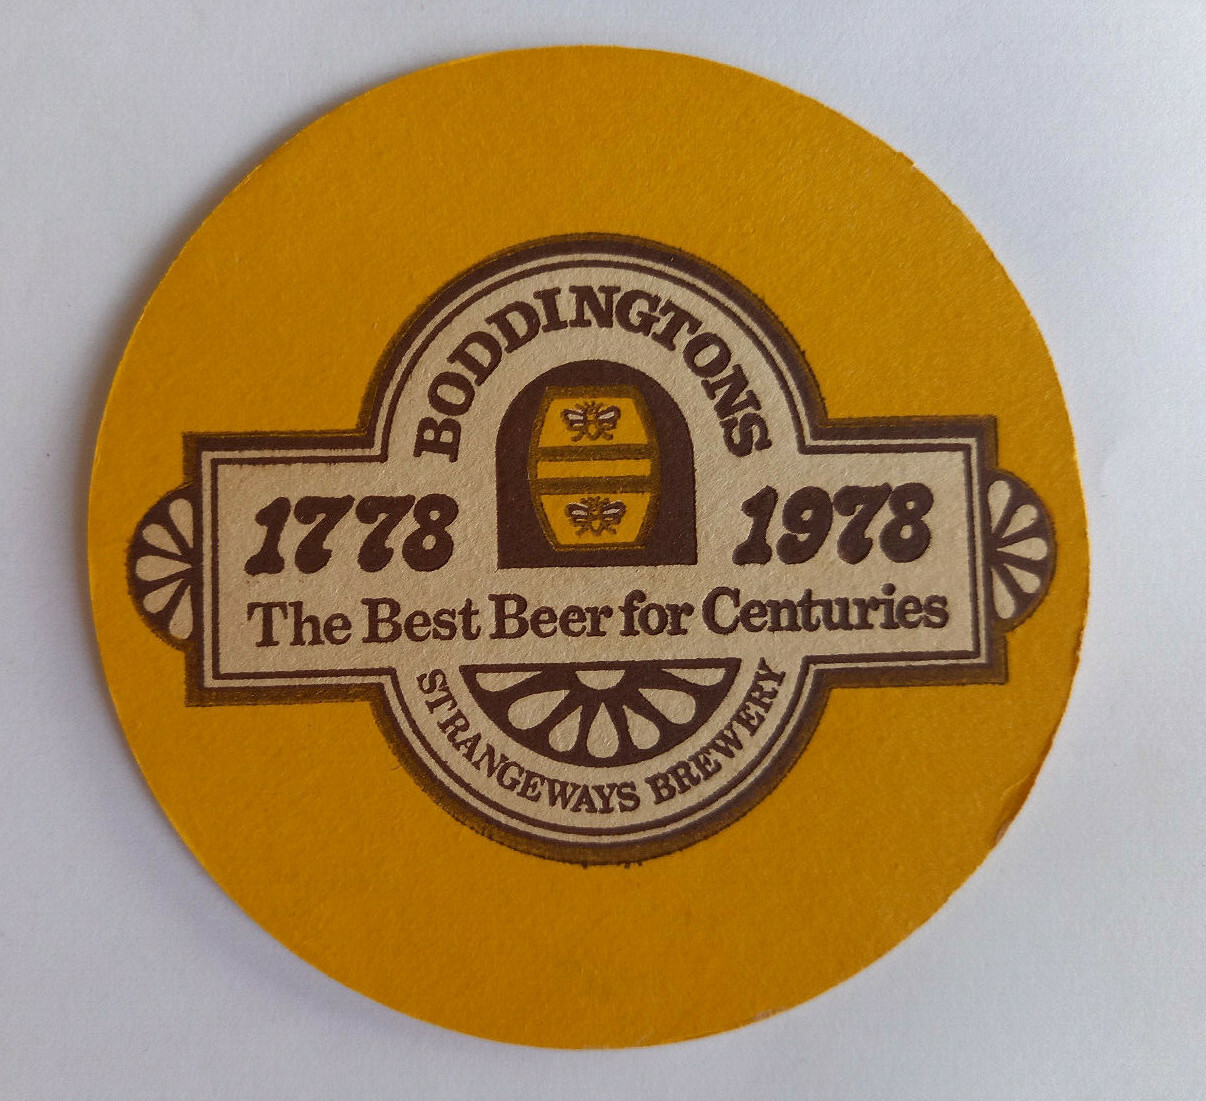 BODDINGTONS
1778 1978
The Best Beer for Centuries
STRANGEWAYS BREWERY